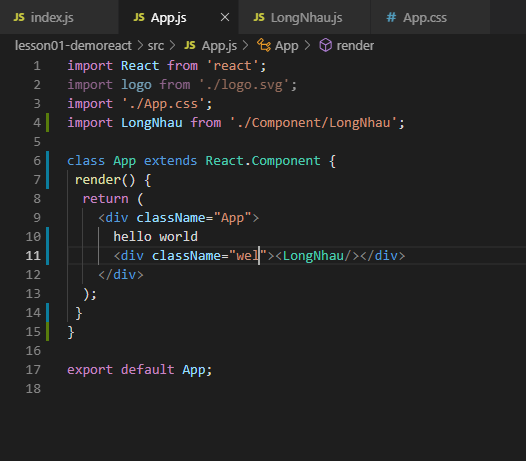 JS index.js JS App.js × JS LongNhau.js # App.css
lesson01-demoreact > src > JS App.js > App > render
1 import React from 'react';
2 import logo from './logo.svg';
3 import './App.css';
4 import LongNhau from './Component/LongNhau';
5
6 class App extends React.Component {
7 render() {
8 return (
9 <div className="App">
10 hello world
11 <div className="wel"><LongNhau/></div>
12 </div>
13 );
14 }
15 }
16
17 export default App;
18